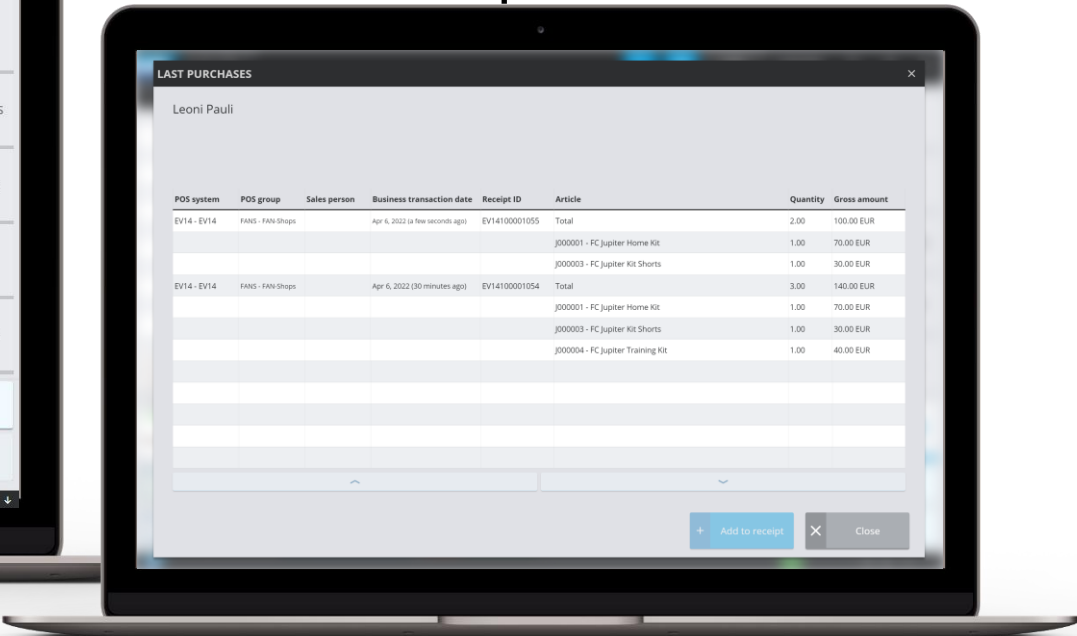 LAST PURCHASES ×
Leoni Pauli
POS system POS group Sales person Business transaction date Receipt ID Article Quantity Gross amount
EV14 - EV14 FANS - FAN-Shops Apr 6, 2022 (a few seconds ago) EV14100001055 Total 2.00 100.00 EUR
J000001 - FC Jupiter Home Kit 1.00 70.00 EUR
J000003 - FC Jupiter Kit Shorts 1.00 30.00 EUR
EV14 - EV14 FANS - FAN-Shops Apr 6, 2022 (30 minutes ago) EV14100001054 Total 3.00 140.00 EUR
J000001 - FC Jupiter Home Kit 1.00 70.00 EUR
J000003 - FC Jupiter Kit Shorts 1.00 30.00 EUR
J000004 - FC Jupiter Training Kit 1.00 40.00 EUR
+ Add to receipt × Close